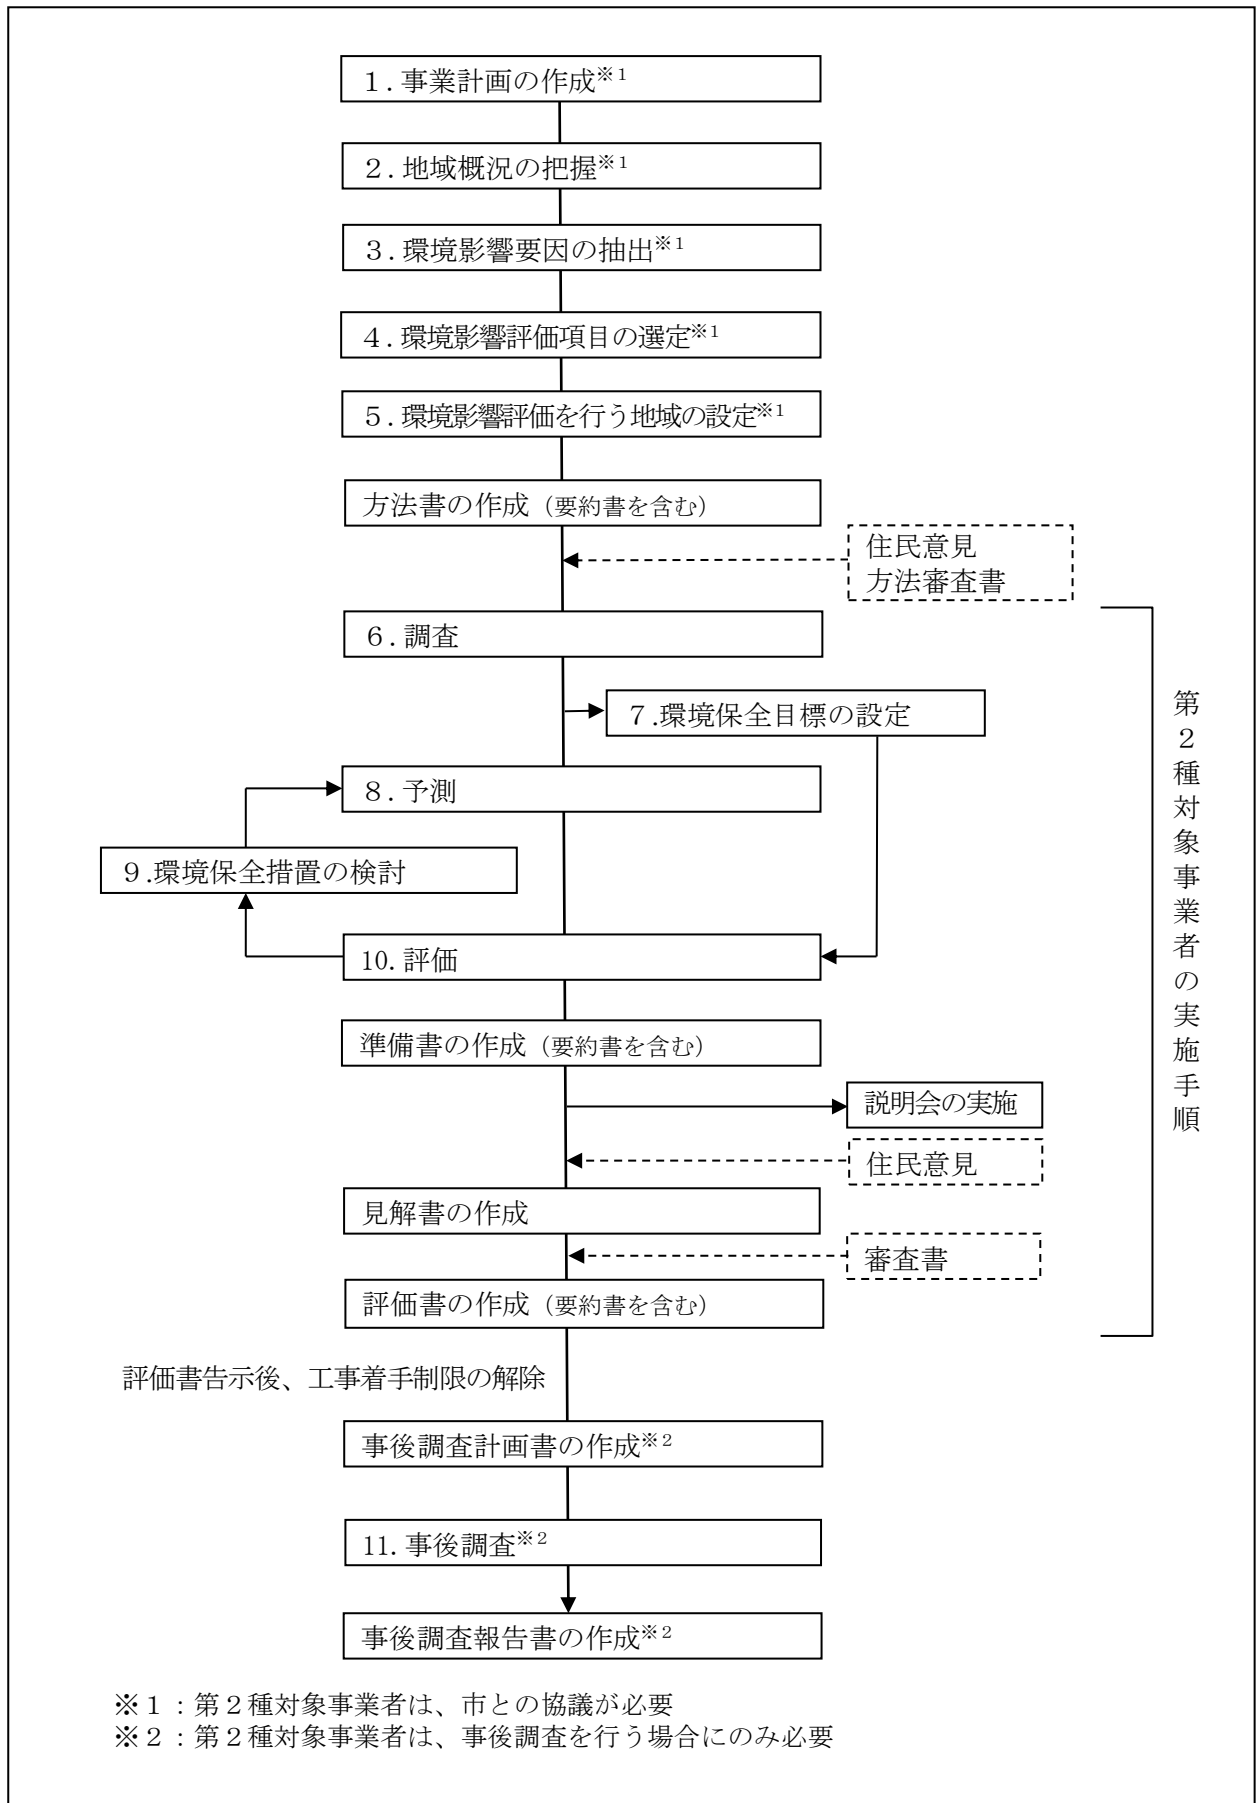 １.事業計画の作成※１
２.地域概況の把握※１
３.環境影響要因の抽出※１
４.環境影響評価項目の選定※１
５.環境影響評価を行う地域の設定※１
方法書の作成（要約書を含む）
住民意見
方法審査書
６.調査
７.環境保全目標の設定
８.予測
９.環境保全措置の検討
10.評価
準備書の作成（要約書を含む）
説明会の実施
住民意見
見解書の作成
審査書
評価書の作成（要約書を含む）
第２種対象事業者の実施手順
評価書告示後、工事着手制限の解除
事後調査計画書の作成※２
11.事後調査※２
事後調査報告書の作成※２
※１：第２種対象事業者は、市との協議が必要
※２：第２種対象事業者は、事後調査を行う場合にのみ必要